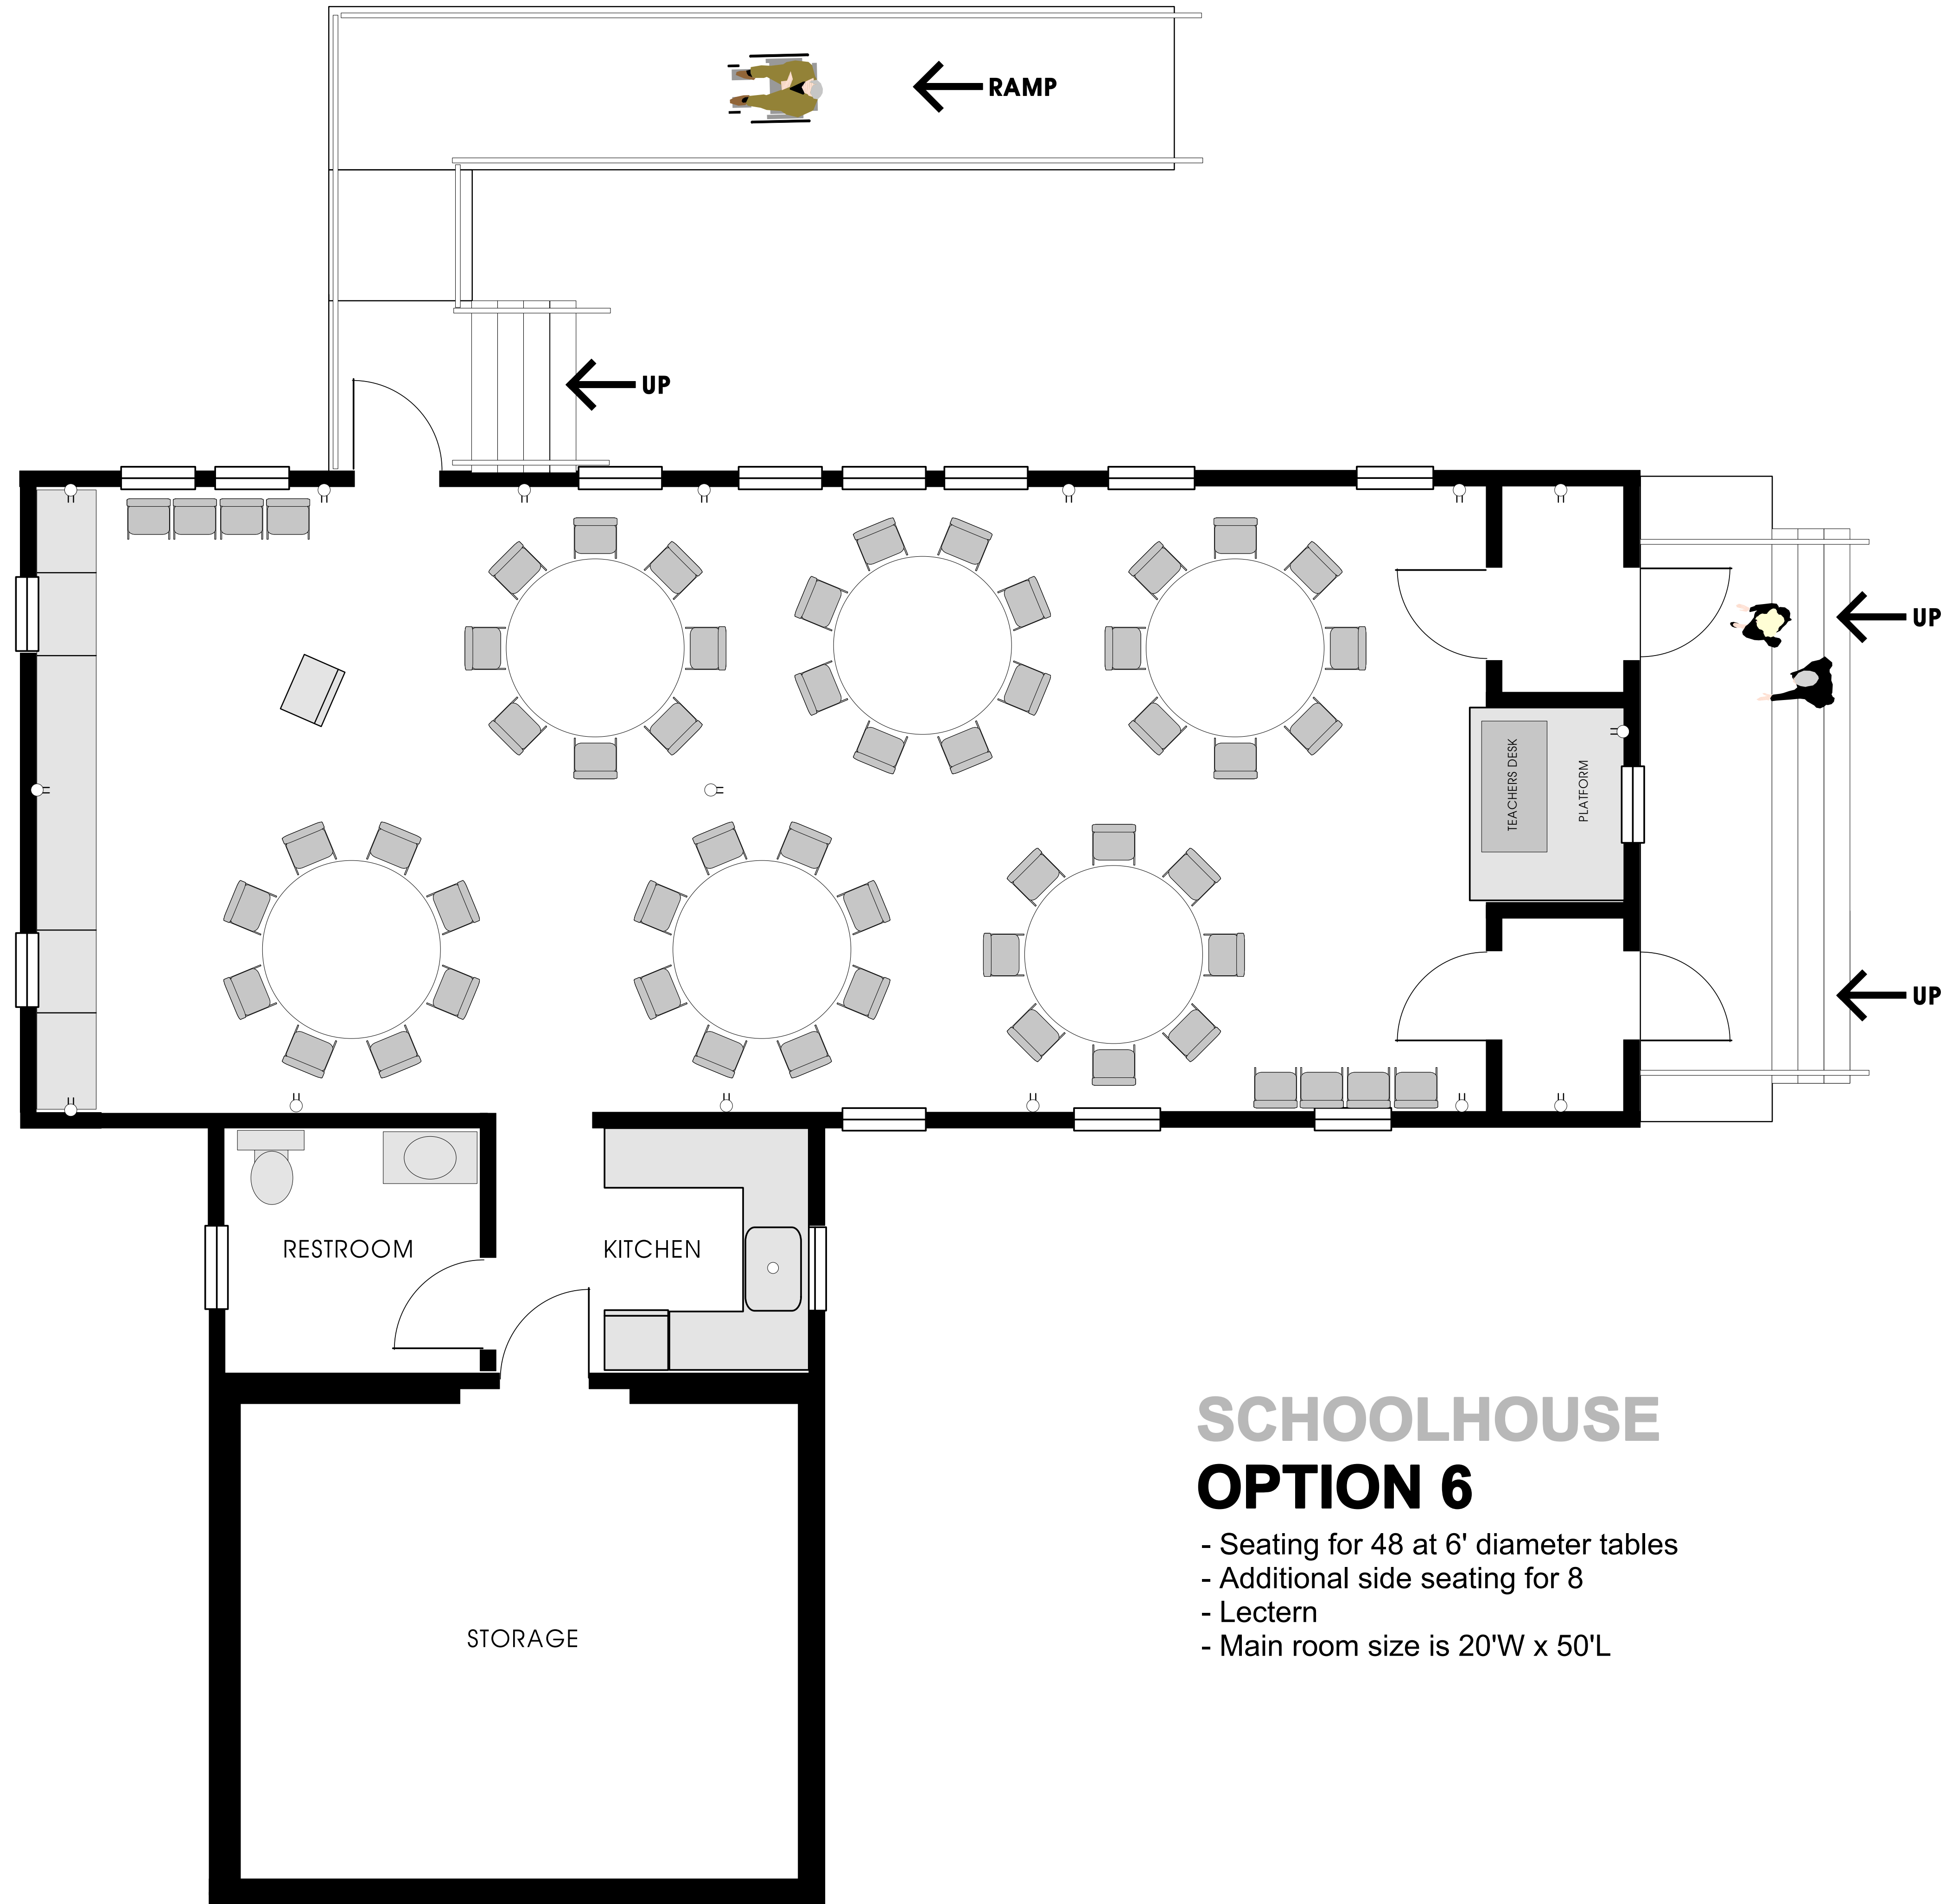 RAMP
UP
UP
TEACHERS DESK
PLATFORM
UP
RESTROOM
KITCHEN
STORAGE
SCHOOLHOUSE
OPTION 6
- Seating for 48 at 6' diameter tables
- Additional side seating for 8
- Lectern
- Main room size is 20'W x 50'L